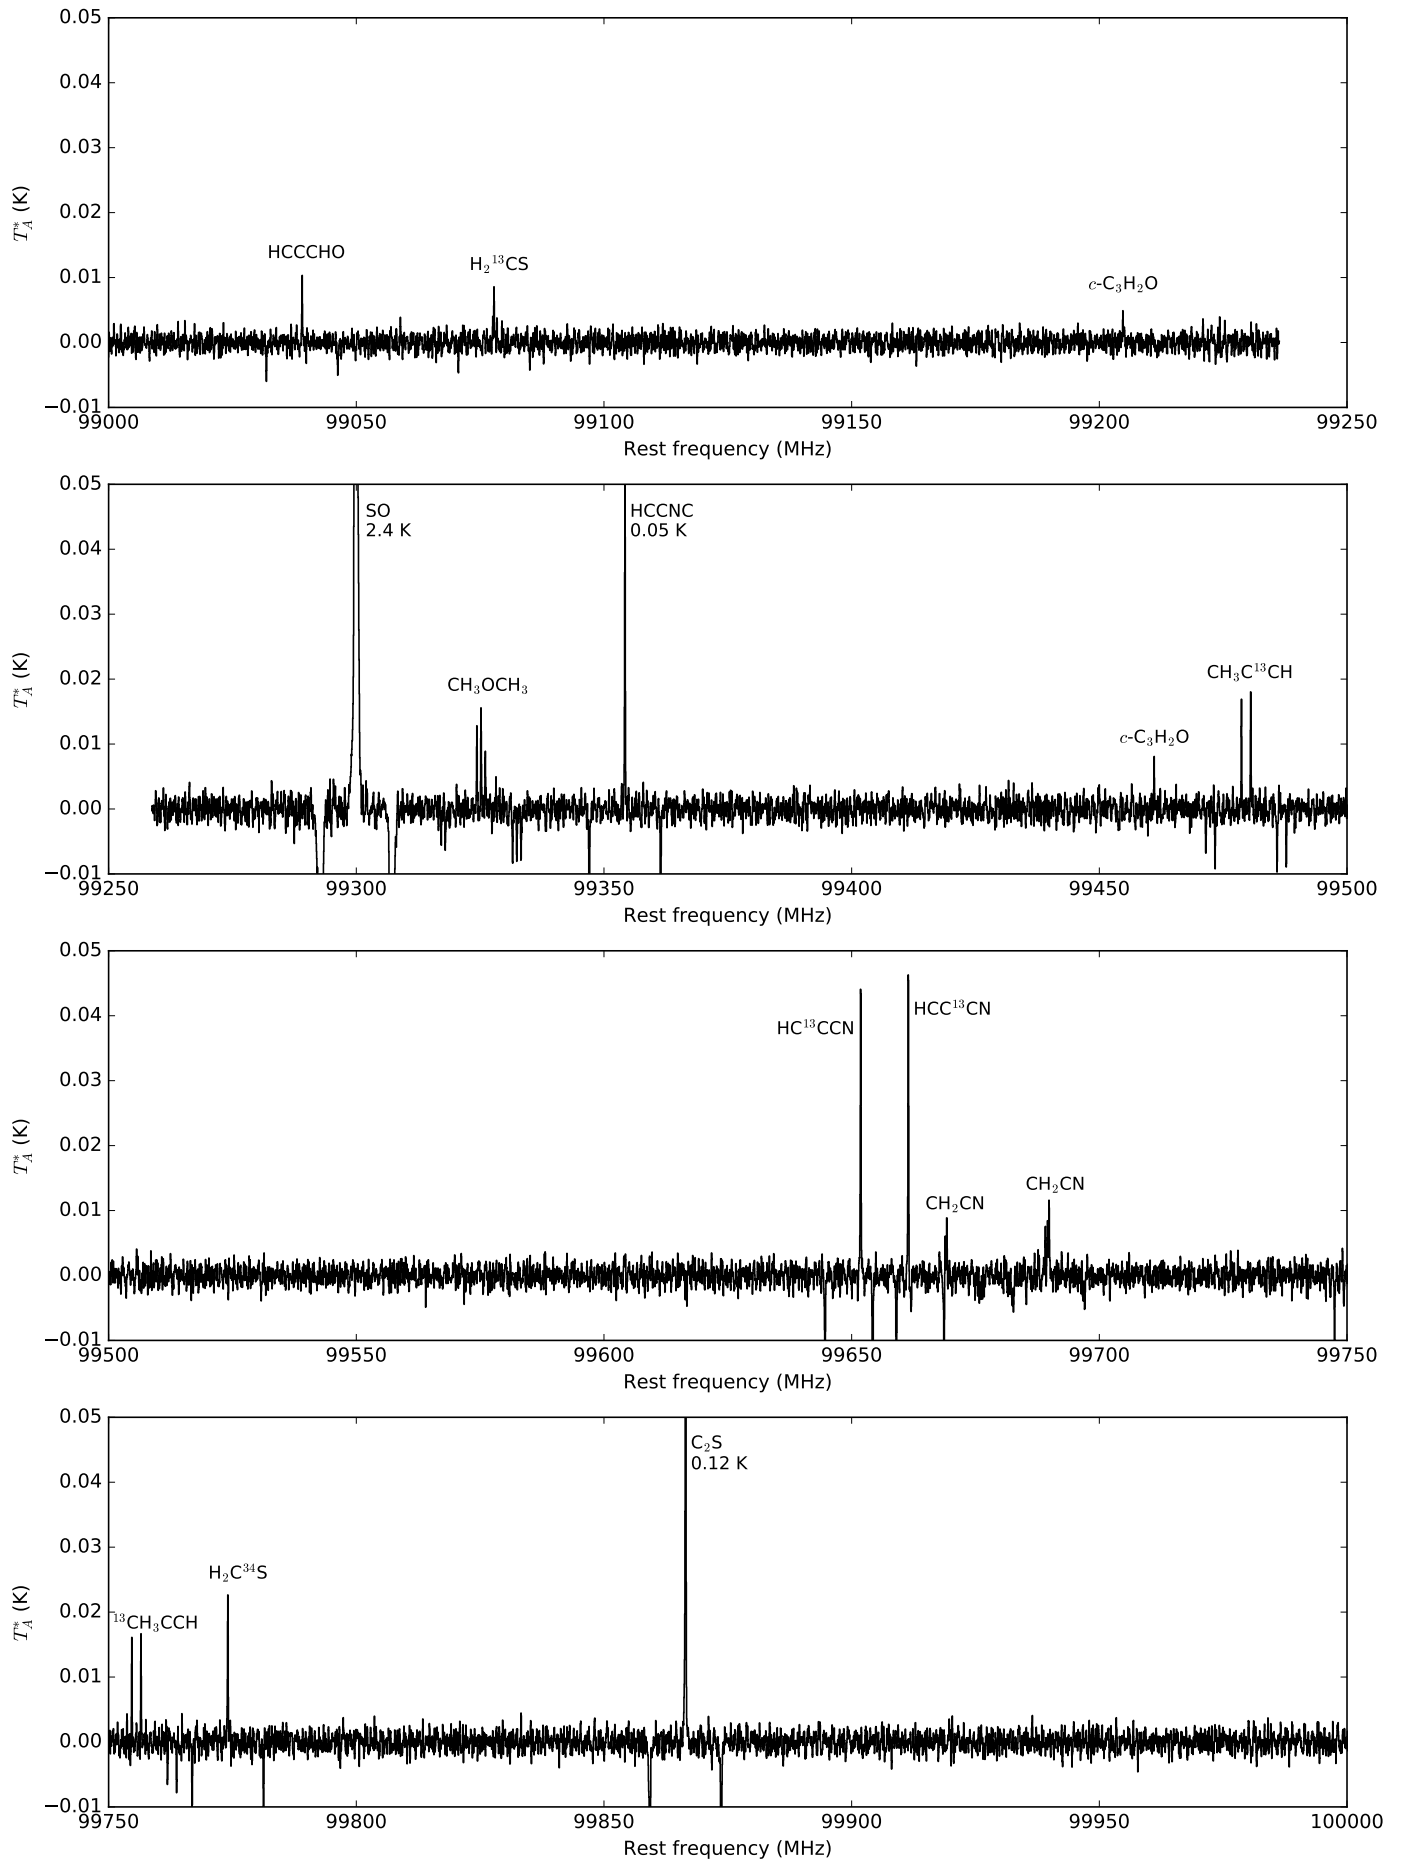 0.05
0.04
0.03
0.02
0.01
0.00
−0.01
T*A (K)
HCCCHO
H₂¹³CS
c-C₃H₂O
99000 99050 99100 99150 99200 99250
Rest frequency (MHz)
0.05
0.04
0.03
0.02
0.01
0.00
−0.01
T*A (K)
SO
2.4 K
CH₃OCH₃
HCCNC
0.05 K
c-C₃H₂O
CH₃C¹³CH
99250 99300 99350 99400 99450 99500
Rest frequency (MHz)
0.05
0.04
0.03
0.02
0.01
0.00
−0.01
T*A (K)
HC¹³CCN
HCC¹³CN
CH₂CN
CH₂CN
99500 99550 99600 99650 99700 99750
Rest frequency (MHz)
0.05
0.04
0.03
0.02
0.01
0.00
−0.01
T*A (K)
¹³CH₃CCH
H₂C³⁴S
C₂S
0.12 K
99750 99800 99850 99900 99950 100000
Rest frequency (MHz)